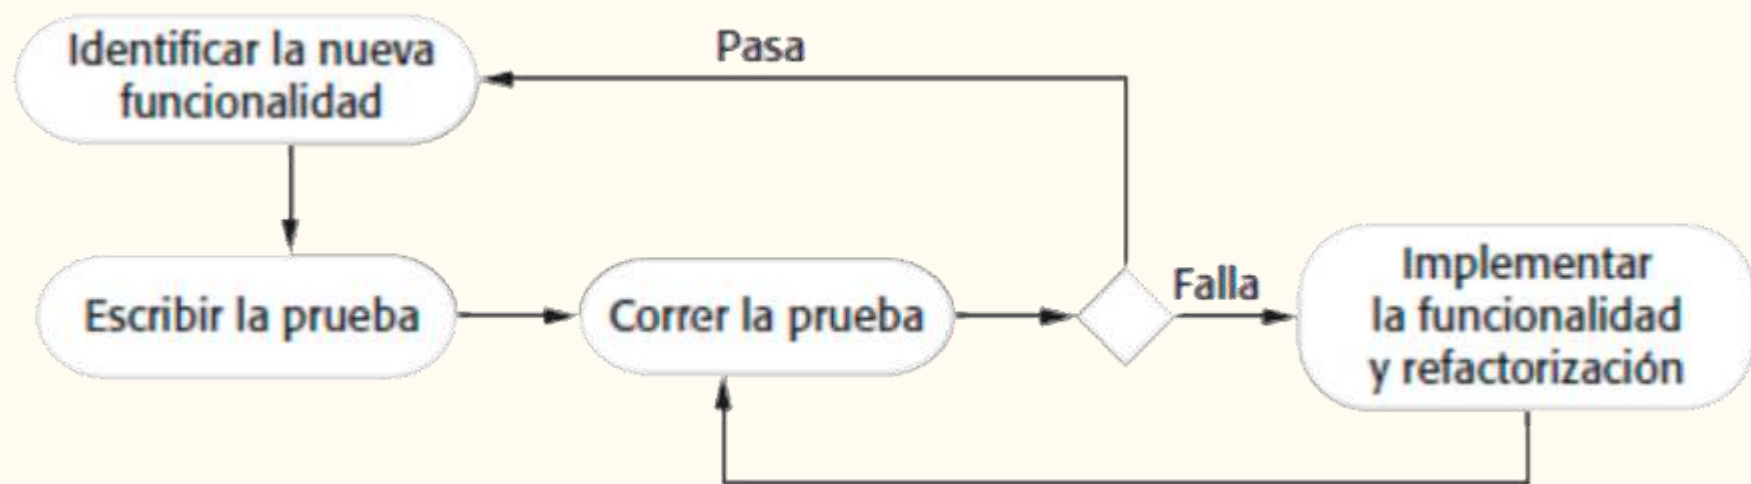 Identificar la nueva
funcionalidad
Pasa
Escribir la prueba
Correr la prueba
Falla
Implementar
la funcionalidad
y refactorización